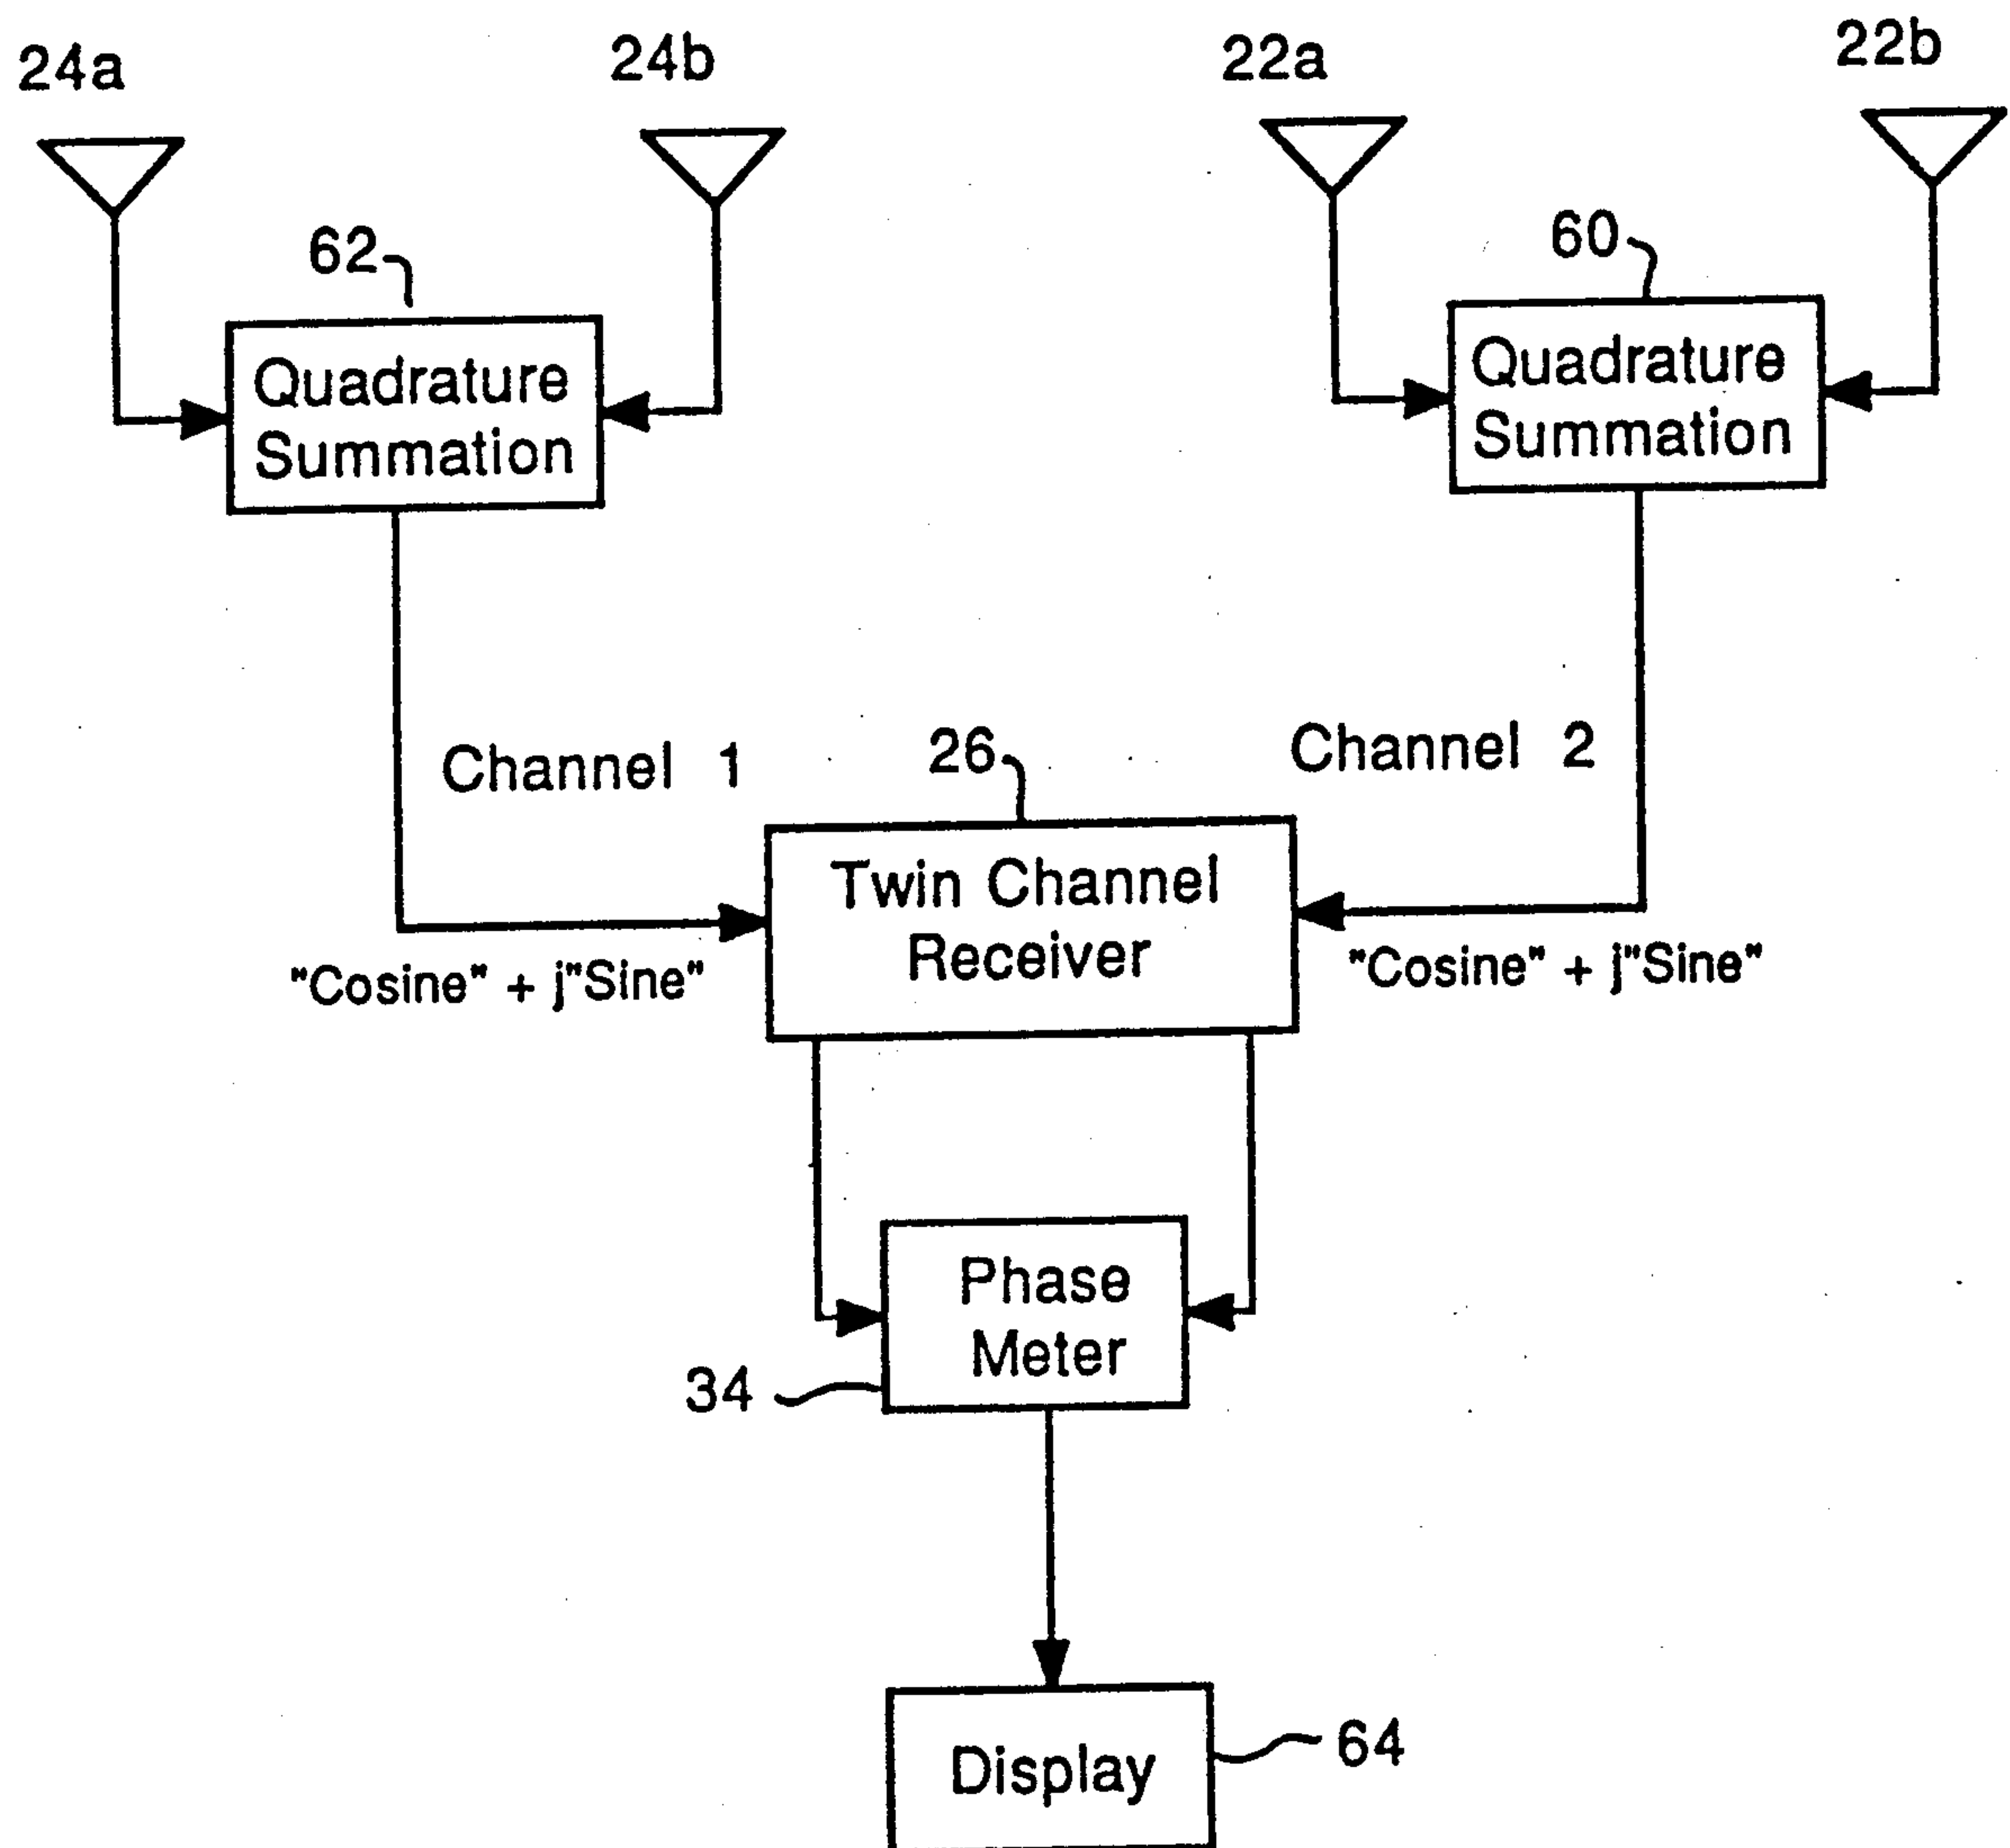 24a
24b
22a
22b
62
60
Quadrature
Summation
Quadrature
Summation
Channel 1
26
Channel 2
Twin Channel
Receiver
"Cosine" + j"Sine"
"Cosine" + j"Sine"
Phase
Meter
34
Display
64